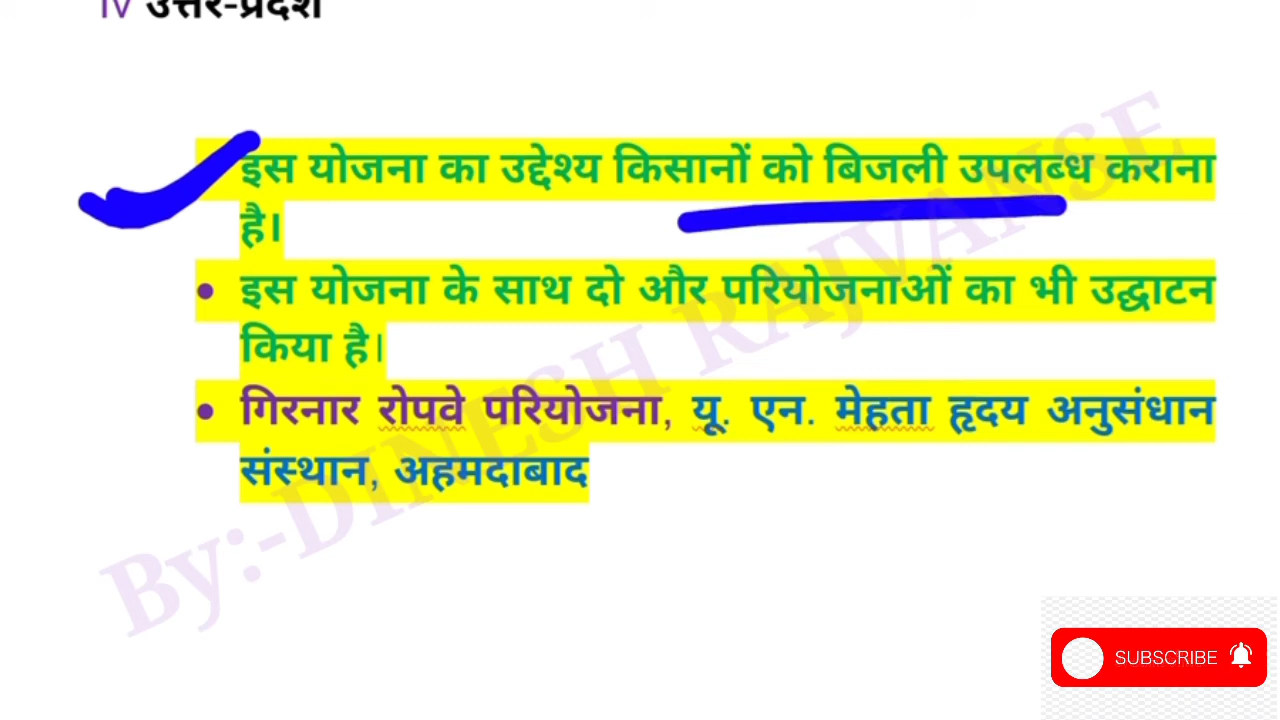 IV उत्तर-प्रदेश
इस योजना का उद्देश्य किसानों को बिजली उपलब्ध कराना
है।
• इस योजना के साथ दो और परियोजनाओं का भी उद्घाटन
किया है।
• गिरनार रोपवे परियोजना, यू. एन. मेहता हृदय अनुसंधान
संस्थान, अहमदाबाद
By:-DINESH RAJVANSE
SUBSCRIBE